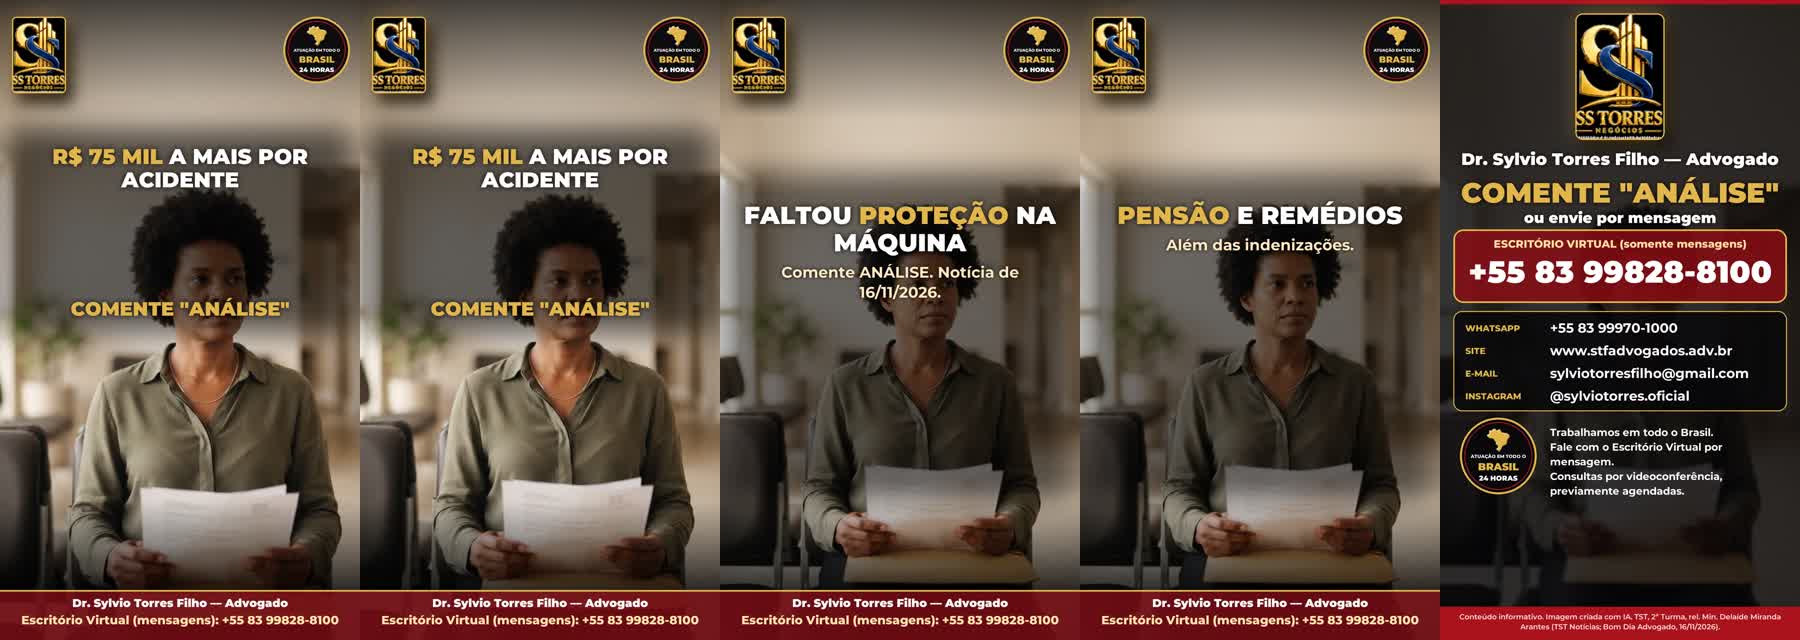 SS TORRES
NEGÓCIOS
ATUAÇÃO EM TODO O
BRASIL
24 HORAS
R$ 75 MIL A MAIS POR
ACIDENTE
COMENTE "ANÁLISE"
Dr. Sylvio Torres Filho — Advogado
Escritório Virtual (mensagens): +55 83 99828-8100
SS TORRES
NEGÓCIOS
ATUAÇÃO EM TODO O
BRASIL
24 HORAS
R$ 75 MIL A MAIS POR
ACIDENTE
COMENTE "ANÁLISE"
Dr. Sylvio Torres Filho — Advogado
Escritório Virtual (mensagens): +55 83 99828-8100
SS TORRES
NEGÓCIOS
ATUAÇÃO EM TODO O
BRASIL
24 HORAS
FALTOU PROTEÇÃO NA
MÁQUINA
Comente ANÁLISE. Notícia de
16/11/2026.
Dr. Sylvio Torres Filho — Advogado
Escritório Virtual (mensagens): +55 83 99828-8100
SS TORRES
NEGÓCIOS
ATUAÇÃO EM TODO O
BRASIL
24 HORAS
PENSÃO E REMÉDIOS
Além das indenizações.
Dr. Sylvio Torres Filho — Advogado
Escritório Virtual (mensagens): +55 83 99828-8100
SS TORRES
NEGÓCIOS
Dr. Sylvio Torres Filho — Advogado
COMENTE "ANÁLISE"
ou envie por mensagem
ESCRITÓRIO VIRTUAL (somente mensagens)
+55 83 99828-8100
WHATSAPP +55 83 99970-1000
SITE www.stfadvogados.adv.br
E-MAIL sylviotorresfilho@gmail.com
INSTAGRAM @sylviotorres.oficial
ATUAÇÃO EM TODO O
BRASIL
24 HORAS
Trabalhamos em todo o Brasil.
Fale com o Escritório Virtual por
mensagem.
Consultas por videoconferência,
previamente agendadas.
Conteúdo informativo. Imagem criada com IA. TST, 2ª Turma, rel. Min. Delaíde Miranda
Arantes (TST Notícias; Bom Dia Advogado, 16/11/2026).